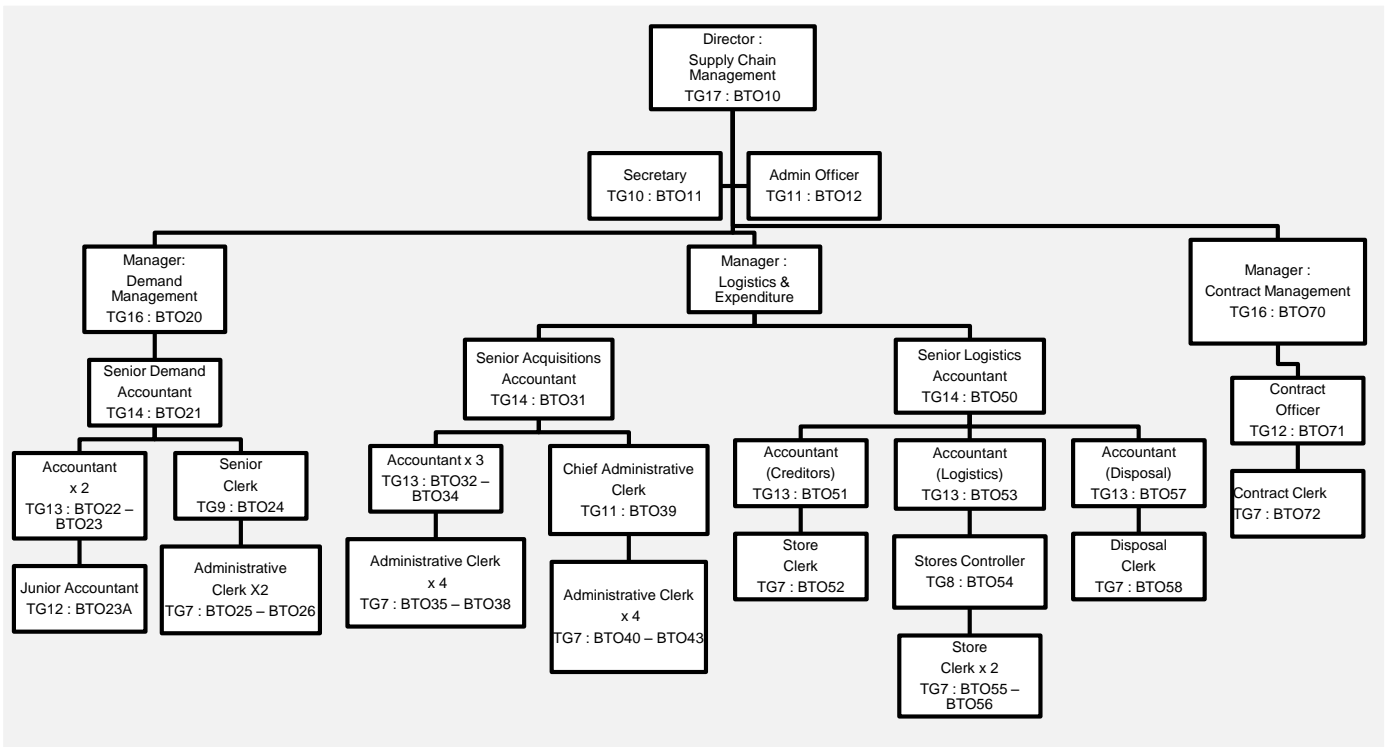 Director :
Supply Chain
Management
TG17 : BTO10
Secretary
TG10 : BTO11
Admin Officer
TG11 : BTO12
Manager:
Demand
Management
TG16 : BTO20
Manager :
Logistics &
Expenditure
Manager :
Contract Management
TG16 : BTO70
Senior Demand
Accountant
TG14 : BTO21
Senior Acquisitions
Accountant
TG14 : BTO31
Senior Logistics
Accountant
TG14 : BTO50
Contract
Officer
TG12 : BTO71
Accountant
x 2
TG13 : BTO22 –
BTO23
Senior
Clerk
TG9 : BTO24
Accountant x 3
TG13 : BTO32 –
BTO34
Chief Administrative
Clerk
TG11 : BTO39
Accountant
(Creditors)
TG13 : BTO51
Accountant
(Logistics)
TG13 : BTO53
Accountant
(Disposal)
TG13 : BTO57
Contract Clerk
TG7 : BTO72
Junior Accountant
TG12 : BTO23A
Administrative
Clerk X2
TG7 : BTO25 – BTO26
Administrative Clerk
x 4
TG7 : BTO35 – BTO38
Administrative Clerk
x 4
TG7 : BTO40 – BTO43
Store
Clerk
TG7 : BTO52
Stores Controller
TG8 : BTO54
Disposal
Clerk
TG7 : BTO58
Store
Clerk x 2
TG7 : BTO55 –
BTO56